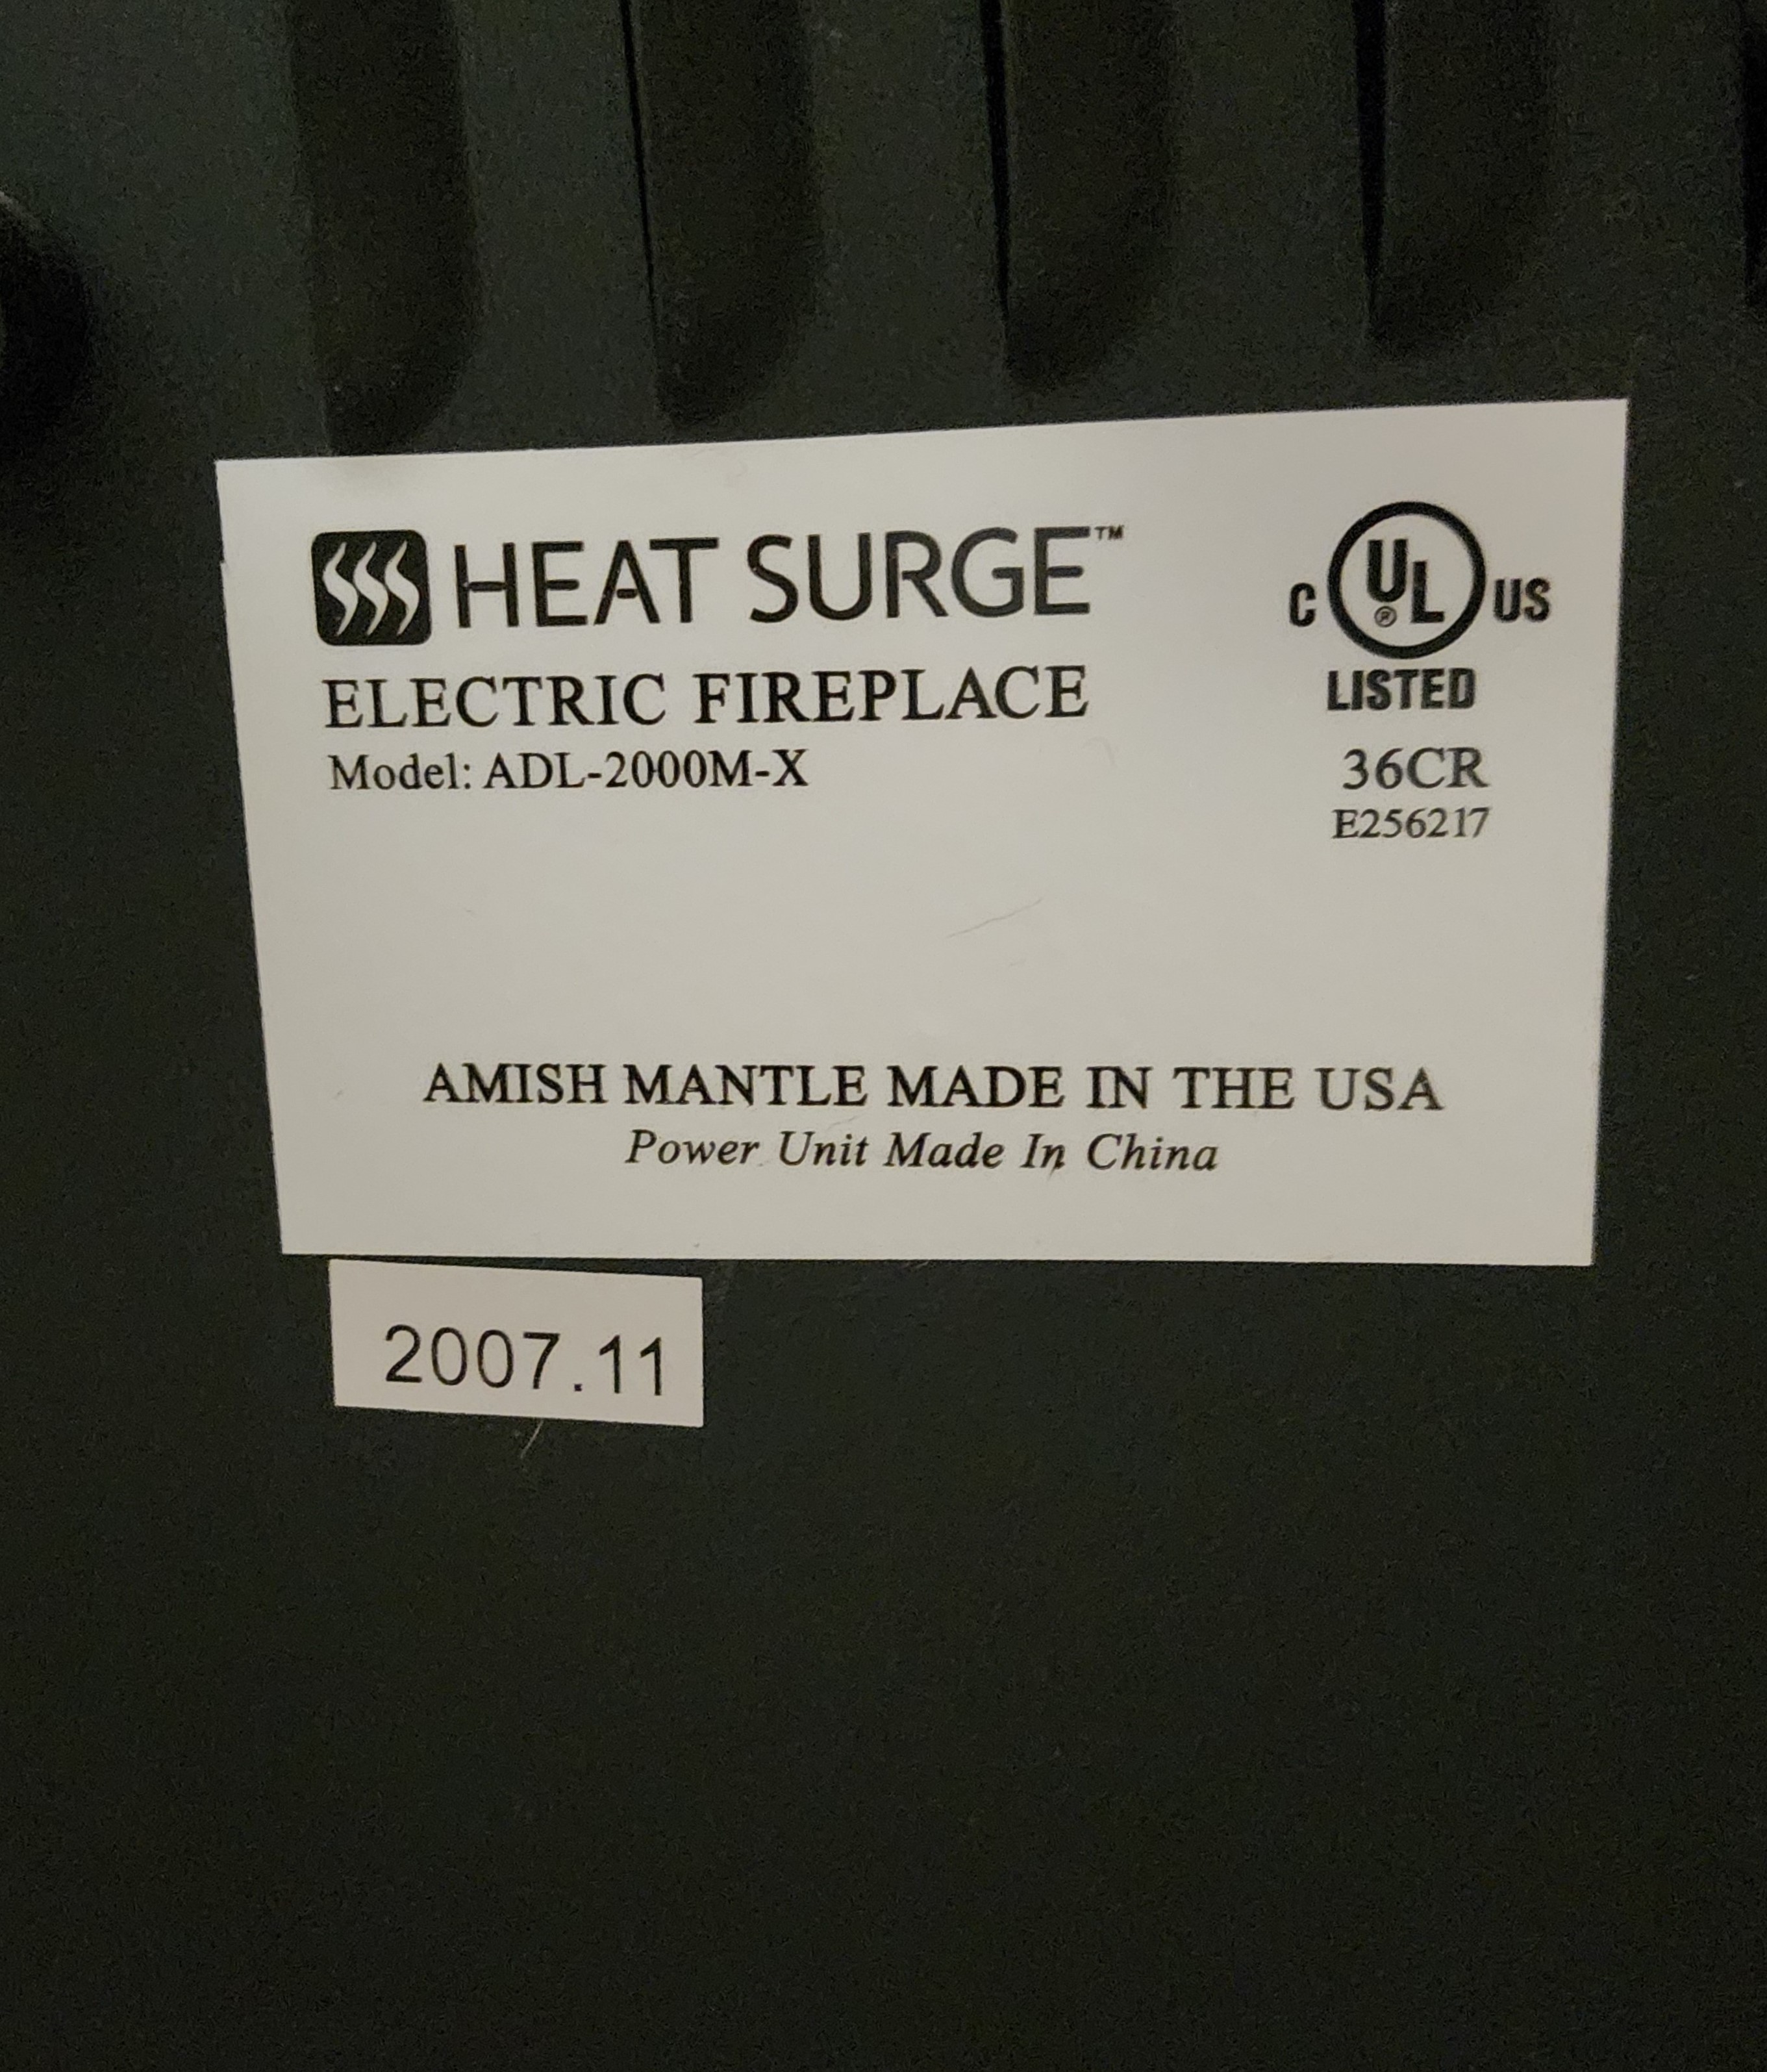 HEAT SURGE™
ELECTRIC FIREPLACE
Model: ADL-2000M-X
C UL® US
LISTED
36CR
E256217
AMISH MANTLE MADE IN THE USA
Power Unit Made In China
2007.11